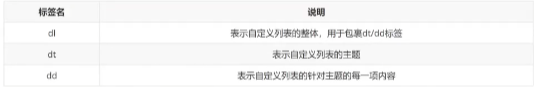 标签名 说明
dl 表示自定义列表的整体，用于包裹dt/dd标签
dt 表示自定义列表的主题
dd 表示自定义列表的针对主题的每一项内容